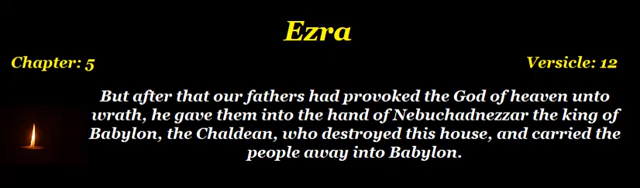 Ezra
Chapter: 5 Versicle: 12
But after that our fathers had provoked the God of heaven unto
wrath, he gave them into the hand of Nebuchadnezzar the king of
Babylon, the Chaldean, who destroyed this house, and carried the
people away into Babylon.